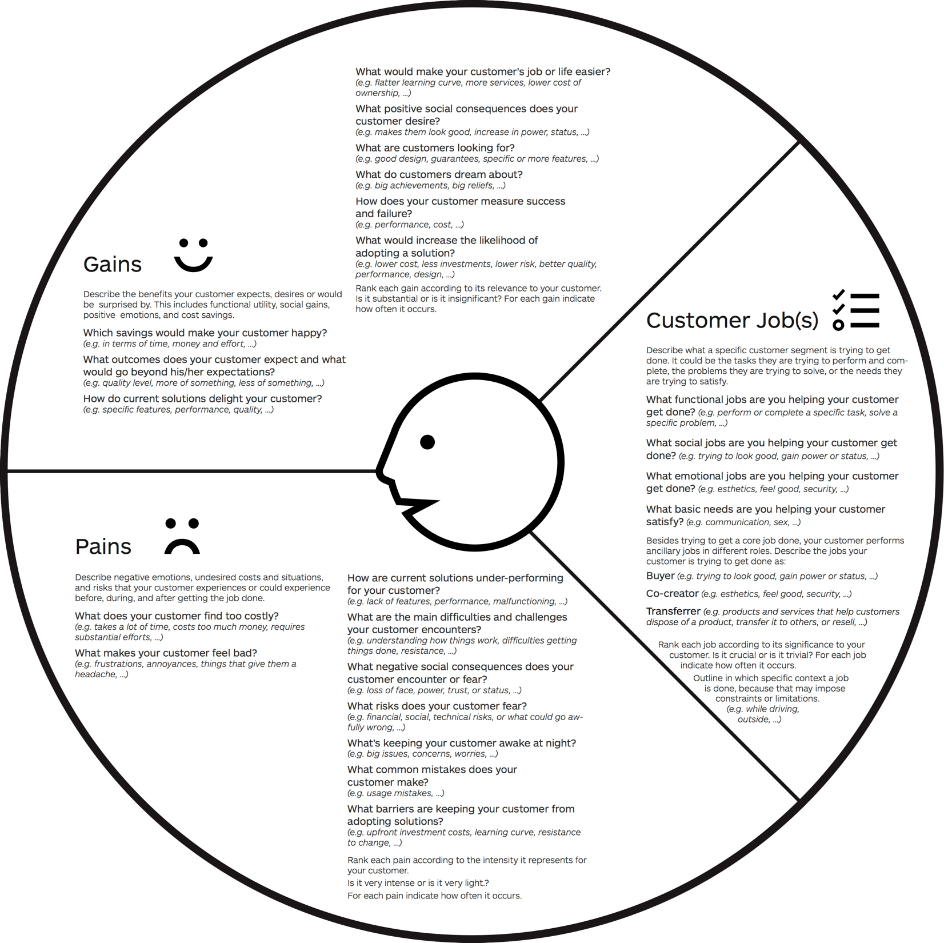 Gains
Describe the benefits your customer expects, desires or would
be surprised by. This includes functional utility, social gains,
positive emotions, and cost savings.
Which savings would make your customer happy?
(e.g. in terms of time, money and effort, …)
What outcomes does your customer expect and what
would go beyond his/her expectations?
(e.g. quality level, more of something, less of something, …)
How do current solutions delight your customer?
(e.g. specific features, performance, quality, …)
What would make your customer's job or life easier?
(e.g. flatter learning curve, more services, lower cost of
ownership, …)
What positive social consequences does your
customer desire?
(e.g. makes them look good, increase in power, status, …)
What are customers looking for?
(e.g. good design, guarantees, specific or more features, …)
What do customers dream about?
(e.g. big achievements, big reliefs, …)
How does your customer measure success
and failure?
(e.g. performance, cost, …)
What would increase the likelihood of
adopting a solution?
(e.g. lower cost, less investments, lower risk, better quality,
performance, design, …)
Rank each gain according to its relevance to your customer.
Is it substantial or is it insignificant? For each gain indicate
how often it occurs.
Customer Job(s)
Describe what a specific customer segment is trying to get
done. It could be the tasks they are trying to perform and com-
plete, the problems they are trying to solve, or the needs they
are trying to satisfy.
What functional jobs are you helping your customer
get done? (e.g. perform or complete a specific task, solve a
specific problem, …)
What social jobs are you helping your customer get
done? (e.g. trying to look good, gain power or status, …)
What emotional jobs are you helping your customer
get done? (e.g. esthetics, feel good, security, …)
What basic needs are you helping your customer
satisfy? (e.g. communication, sex, …)
Besides trying to get a core job done, your customer performs
ancillary jobs in different roles. Describe the jobs your
customer is trying to get done as:
Buyer (e.g. trying to look good, gain power or status, …)
Co-creator (e.g. esthetics, feel good, security, …)
Transferrer (e.g. products and services that help customers
dispose of a product, transfer it to others, or resell, …)
Rank each job according to its significance to your
customer. Is it crucial or is it trivial? For each job
indicate how often it occurs.
Outline in which specific context a job
is done, because that may impose
constraints or limitations.
(e.g. while driving,
outside, …)
Pains
Describe negative emotions, undesired costs and situations,
and risks that your customer experiences or could experience
before, during, and after getting the job done.
What does your customer find too costly?
(e.g. takes a lot of time, costs too much money, requires
substantial efforts, …)
What makes your customer feel bad?
(e.g. frustrations, annoyances, things that give them a
headache, …)
How are current solutions under-performing
for your customer?
(e.g. lack of features, performance, malfunctioning, …)
What are the main difficulties and challenges
your customer encounters?
(e.g. understanding how things work, difficulties getting
things done, resistance, …)
What negative social consequences does your
customer encounter or fear?
(e.g. loss of face, power, trust, or status, …)
What risks does your customer fear?
(e.g. financial, social, technical risks, or what could go aw-
fully wrong, …)
What's keeping your customer awake at night?
(e.g. big issues, concerns, worries, …)
What common mistakes does your
customer make?
(e.g. usage mistakes, …)
What barriers are keeping your customer from
adopting solutions?
(e.g. upfront investment costs, learning curve, resistance
to change, …)
Rank each pain according to the intensity it represents for
your customer.
Is it very intense or is it very light.?
For each pain indicate how often it occurs.